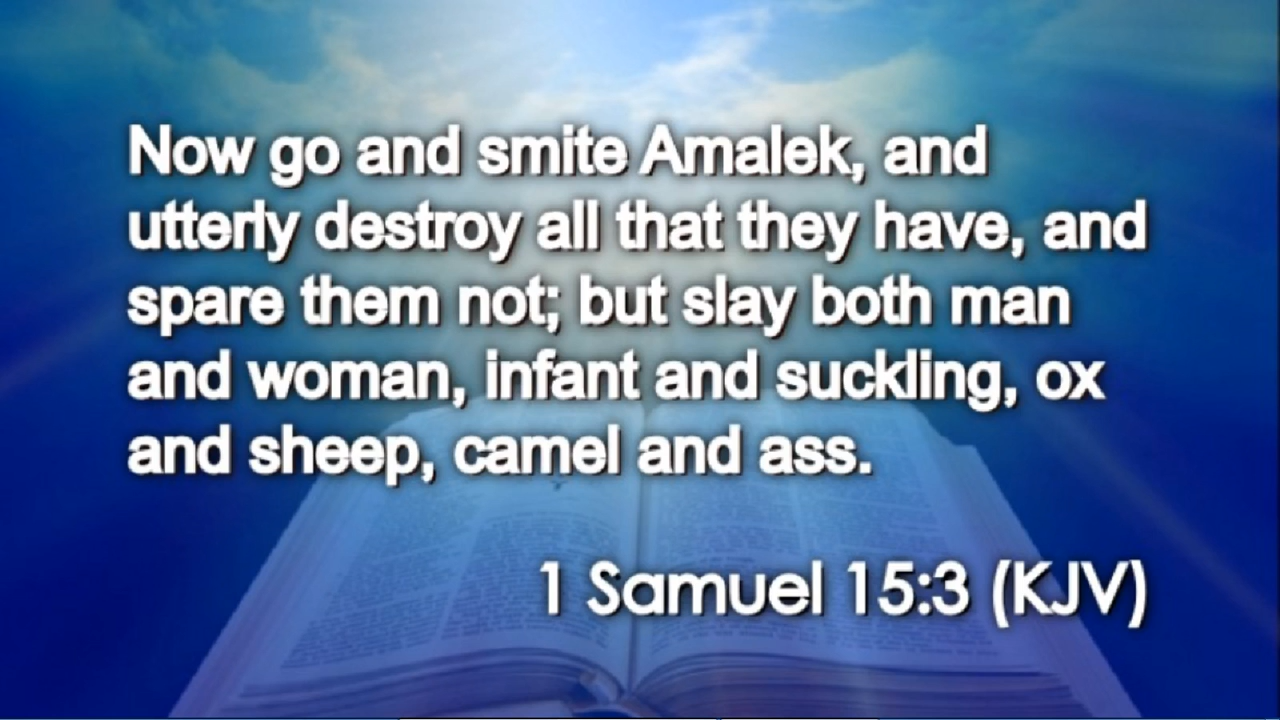 Now go and smite Amalek, and
utterly destroy all that they have, and
spare them not; but slay both man
and woman, infant and suckling, ox
and sheep, camel and ass.
1 Samuel 15:3 (KJV)